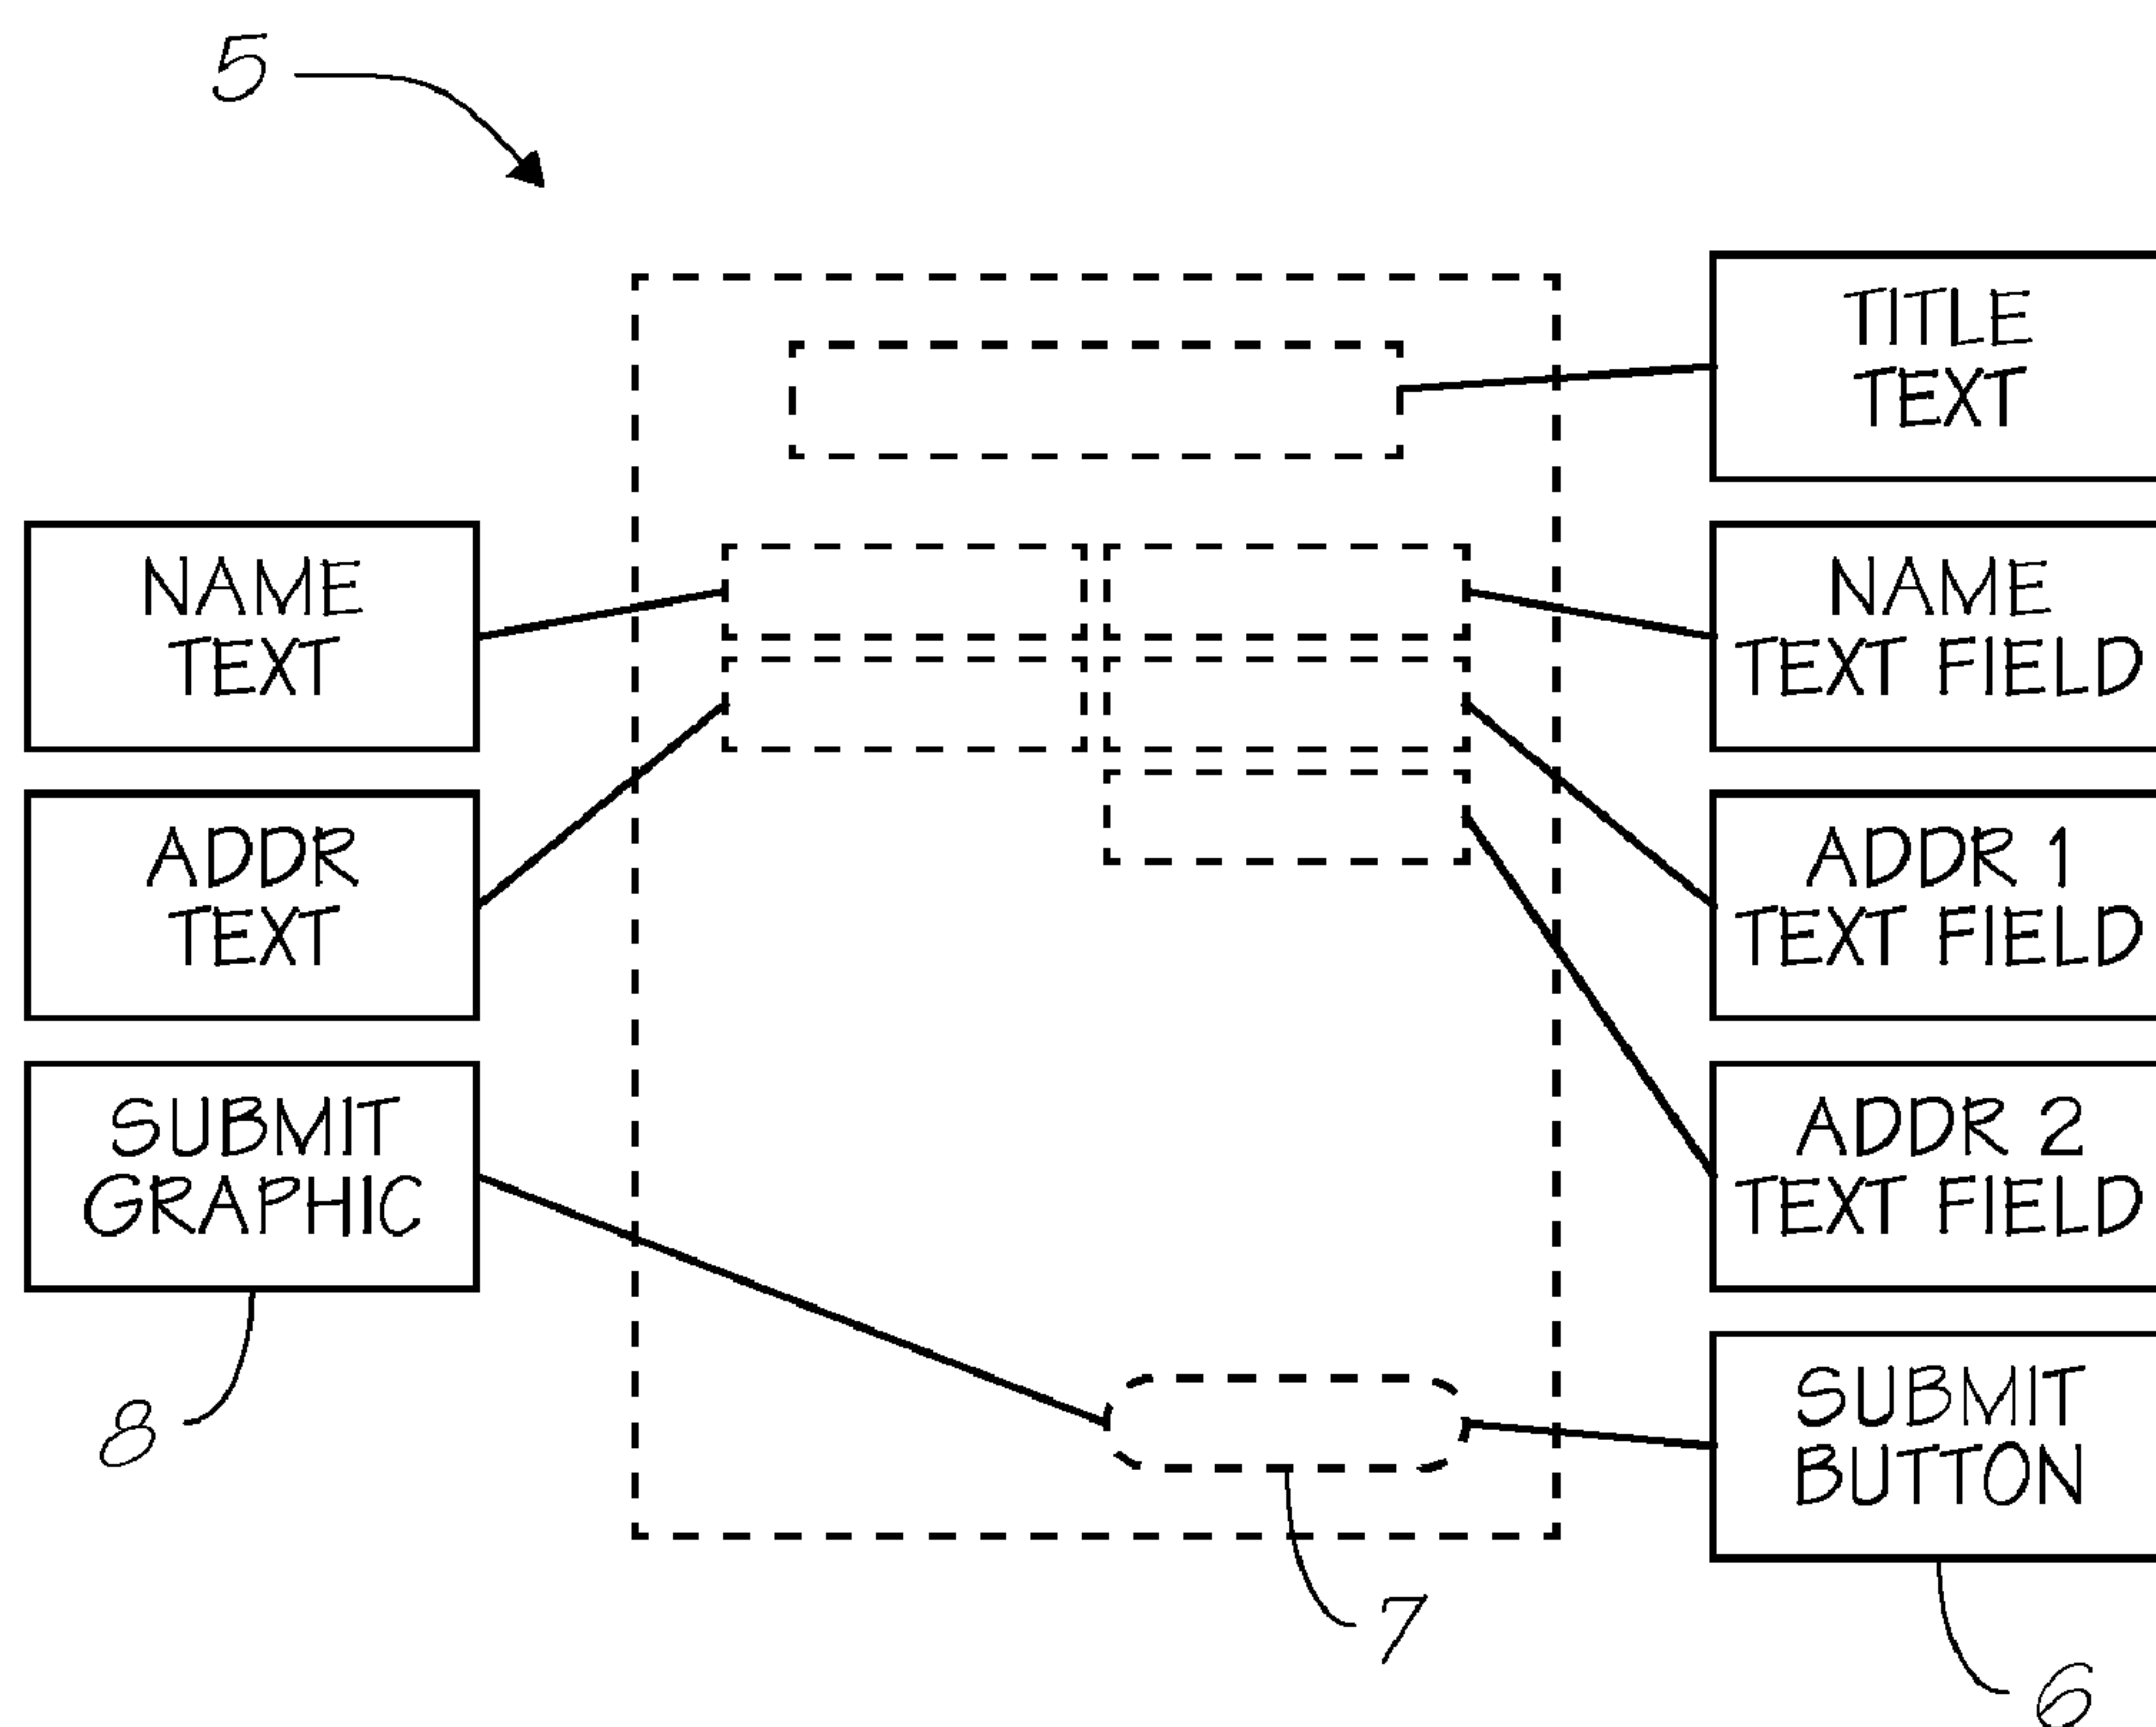 5
TITLE
TEXT
NAME
TEXT
NAME
TEXT FIELD
ADDR
TEXT
ADDR 1
TEXT FIELD
SUBMIT
GRAPHIC
ADDR 2
TEXT FIELD
8
SUBMIT
BUTTON
7
6